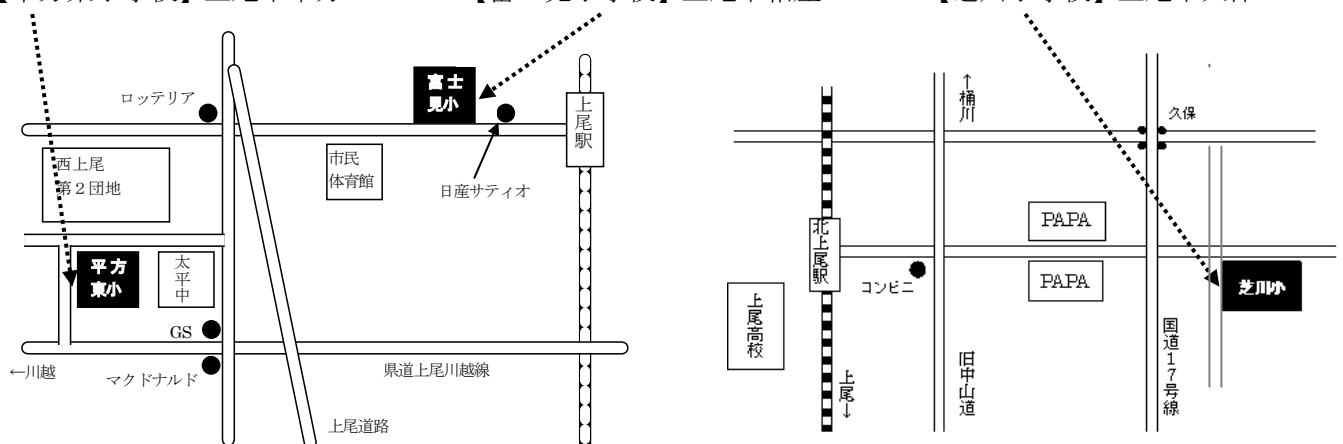 ロッテリア
富士
見小
上尾駅
西上尾
第２団地
市民
体育館
日産サティオ
平方
東小
太平中
GS
←川越
マクドナルド
県道上尾川越線
上尾道路
←桶川
久保
北上尾駅
PAPA
PAPA
コンビニ
芝川小
上尾高校
上尾→
旧中山道
国道１７号線